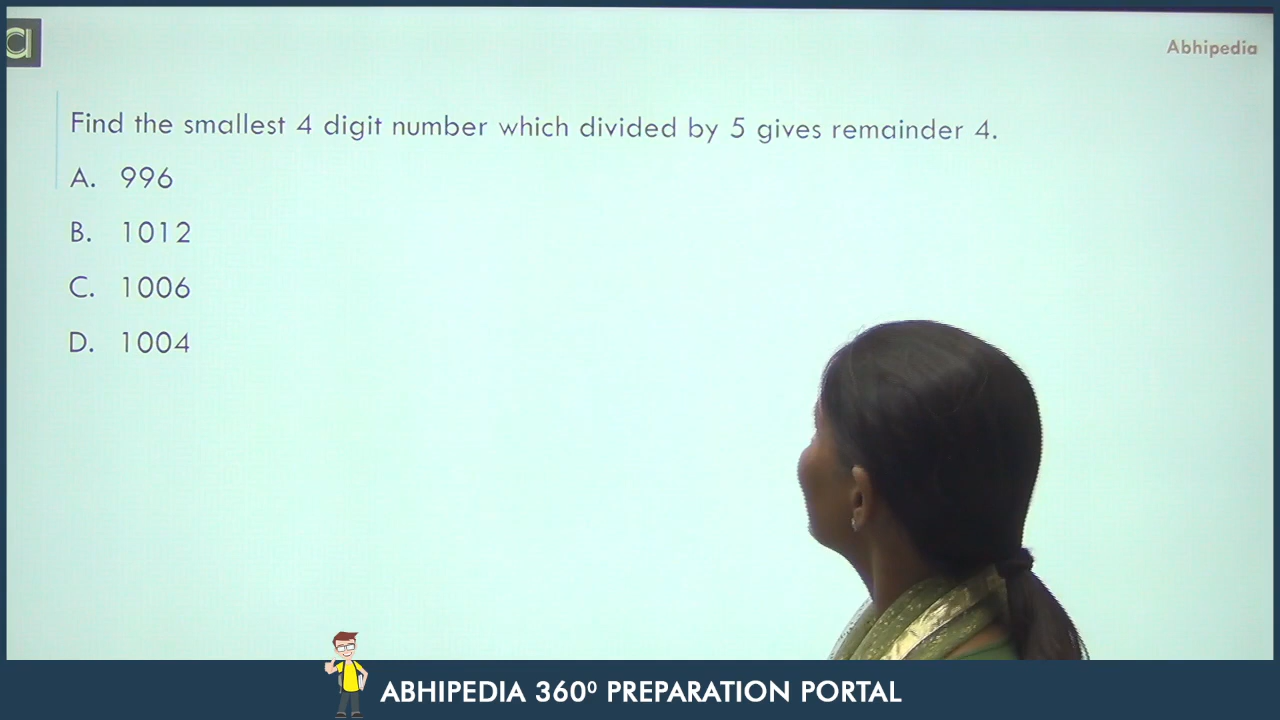 a
Abhipedia
Find the smallest 4 digit number which divided by 5 gives remainder 4.
A. 996
B. 1012
C. 1006
D. 1004
ABHIPEDIA 360⁰ PREPARATION PORTAL